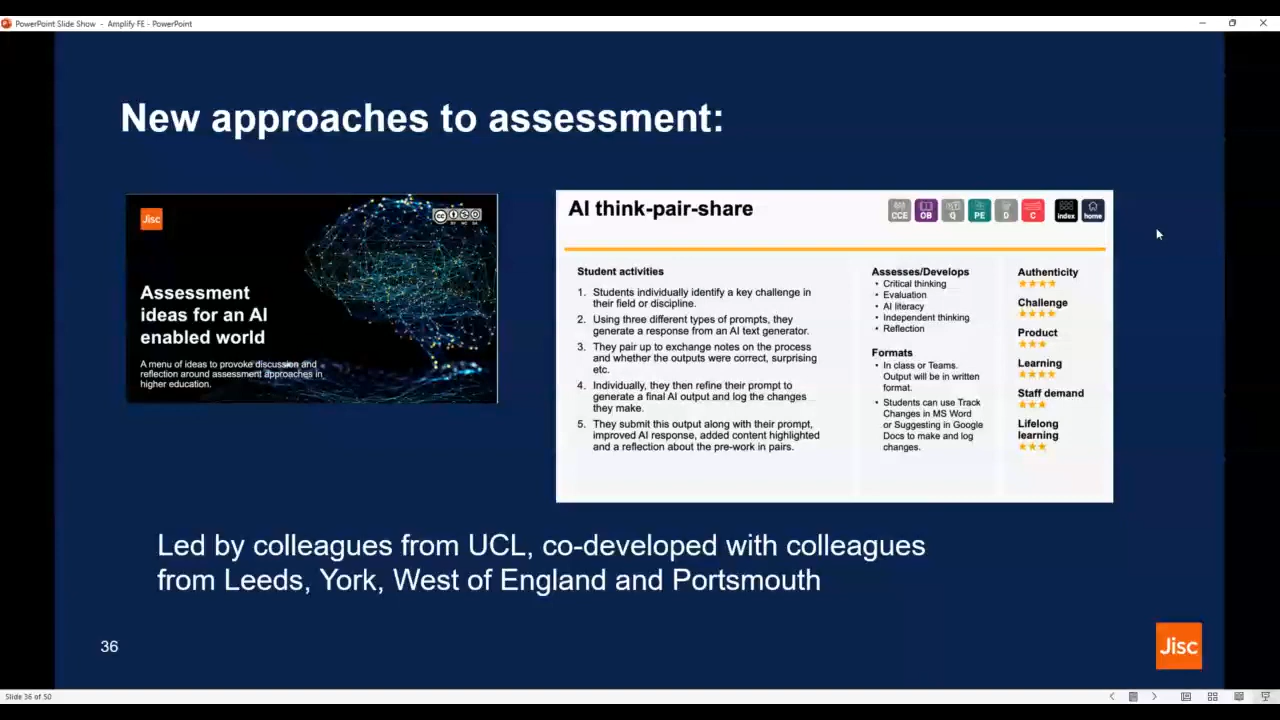 PowerPoint Slide Show - Amplify FE - PowerPoint
New approaches to assessment:
Jisc
Assessment
ideas for an AI
enabled world
A menu of ideas to provoke discussion and
reflection around assessment approaches in
higher education.
AI think-pair-share
CCE OB Q PE D C index home
Student activities
1. Students individually identify a key challenge in
their field or discipline.
2. Using three different types of prompts, they
generate a response from an AI text generator.
3. They pair up to exchange notes on the process
and whether the outputs were correct, surprising
etc.
4. Individually, they then refine their prompt to
generate a final AI output and log the changes
they make.
5. They submit this output along with their prompt,
improved AI response, added content highlighted
and a reflection about the pre-work in pairs.
Assesses/Develops
• Critical thinking
• Evaluation
• AI literacy
• Independent thinking
• Reflection
Formats
• In class or Teams.
Output will be in written
format.
• Students can use Track
Changes in MS Word
or Suggesting in Google
Docs to make and log
changes.
Authenticity
Challenge
Product
Learning
Staff demand
Lifelong
learning
Led by colleagues from UCL, co-developed with colleagues
from Leeds, York, West of England and Portsmouth
36
Jisc
Slide 36 of 50